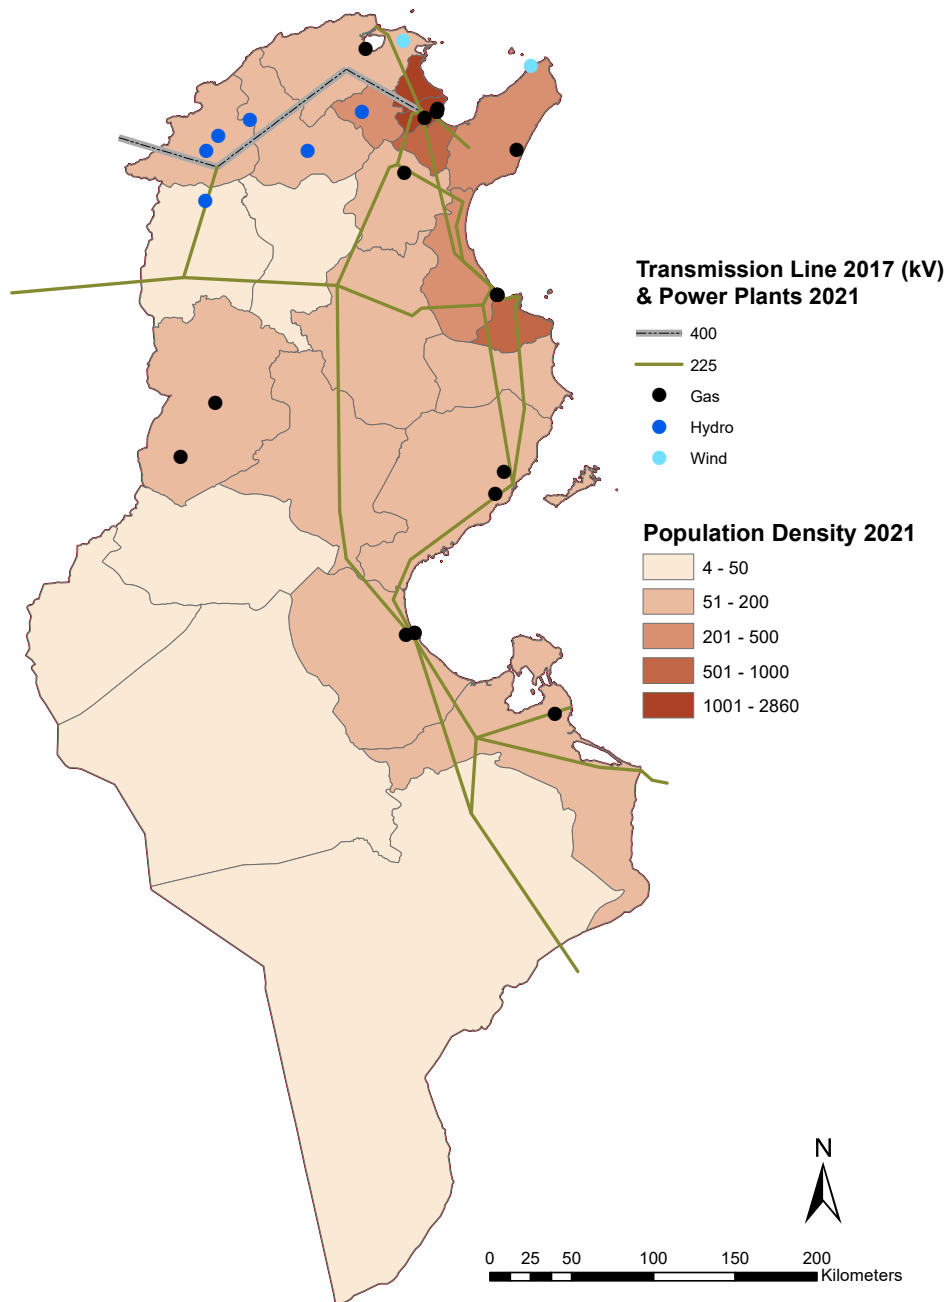 Transmission Line 2017 (kV)
& Power Plants 2021
400
225
Gas
Hydro
Wind
Population Density 2021
4 - 50
51 - 200
201 - 500
501 - 1000
1001 - 2860
N
0 25 50 100 150 200
Kilometers